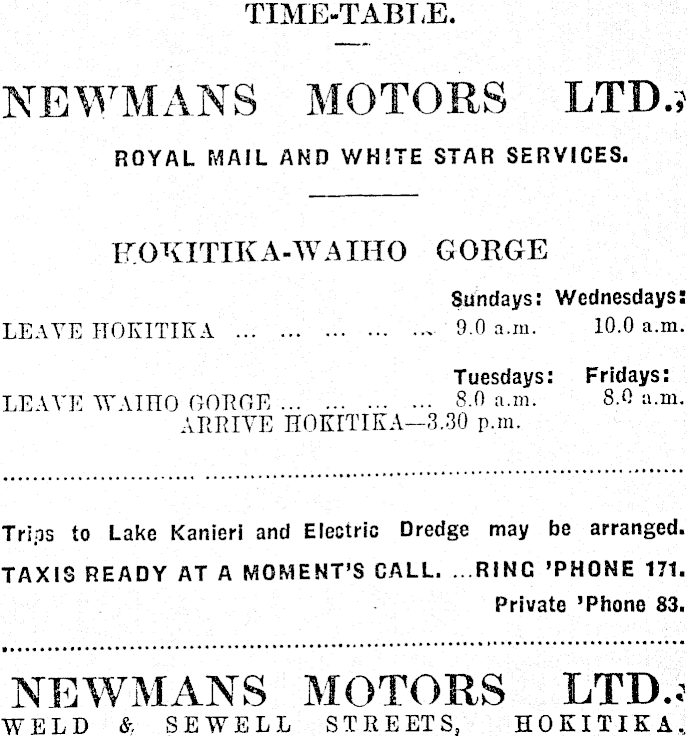 TIME-TABLE.
NEWMANS MOTORS LTD.,
ROYAL MAIL AND WHITE STAR SERVICES.
HOKITIKA-WAIHO GORGE
Sundays: Wednesdays:
LEAVE HOKITIKA ... ... ... ... ... 9.0 a.m. 10.0 a.m.
Tuesdays: Fridays:
LEAVE WAIHO GORGE ... ... ... ... 8.0 a.m. 8.0 a.m.
ARRIVE HOKITIKA—3.30 p.m.
Trips to Lake Kanieri and Electric Dredge may be arranged.
TAXIS READY AT A MOMENT'S CALL. ...RING 'PHONE 171.
Private 'Phone 83.
NEWMANS MOTORS LTD.,
WELD & SEWELL STREETS, HOKITIKA.